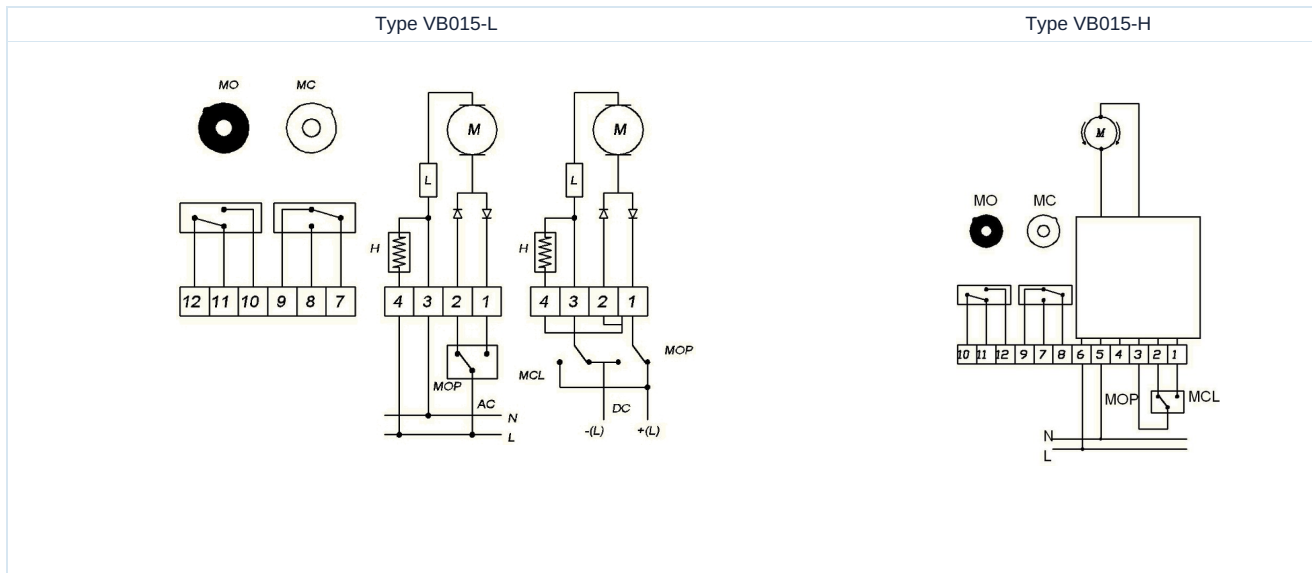 Type VB015-L
Type VB015-H
MO MC
M
M
L
L
H
H
12 11 10 9 8 7
4 3 2 1
4 3 2 1
MOP
AC
N
L
MCL
MOP
DC
-(L) +(L)
M
MO MC
10 11 12 9 7 8 6 5 4 3 2 1
MOP MCL
N
L